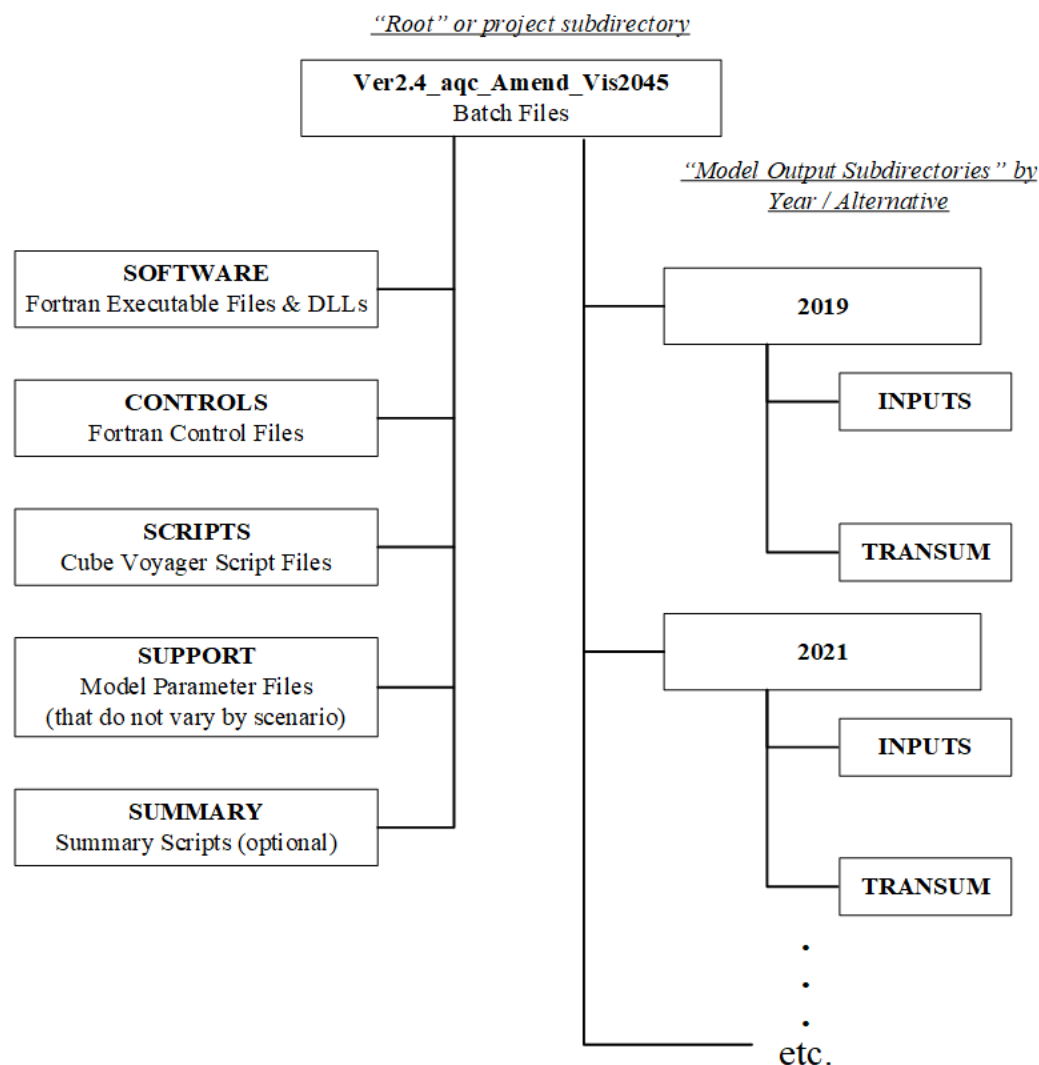 “Root” or project subdirectory
Ver2.4_aqc_Amend_Vis2045
Batch Files
“Model Output Subdirectories” by
Year / Alternative
SOFTWARE
Fortran Executable Files & DLLs
CONTROLS
Fortran Control Files
SCRIPTS
Cube Voyager Script Files
SUPPORT
Model Parameter Files
(that do not vary by scenario)
SUMMARY
Summary Scripts (optional)
2019
INPUTS
TRANSUM
2021
INPUTS
TRANSUM
.
.
.
etc.